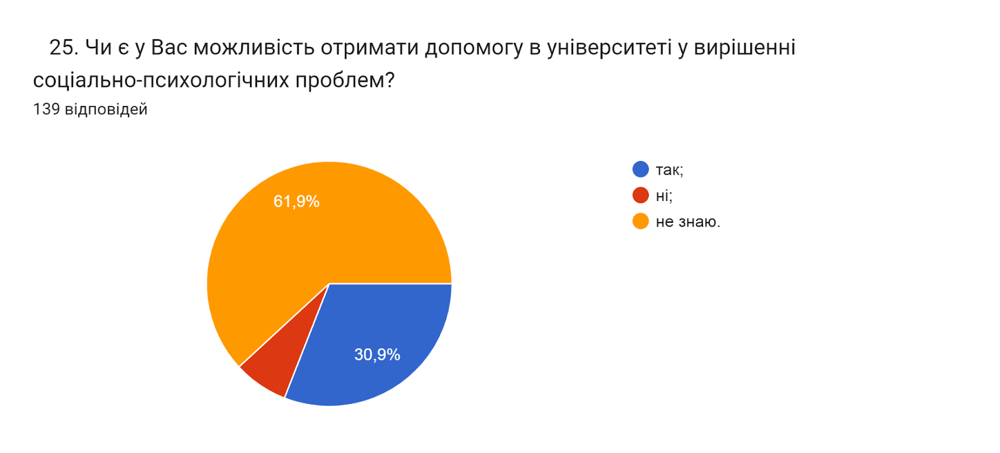 25. Чи є у Вас можливість отримати допомогу в університеті у вирішенні
соціально-психологічних проблем?
139 відповідей
так;
ні;
не знаю.
61,9%
30,9%